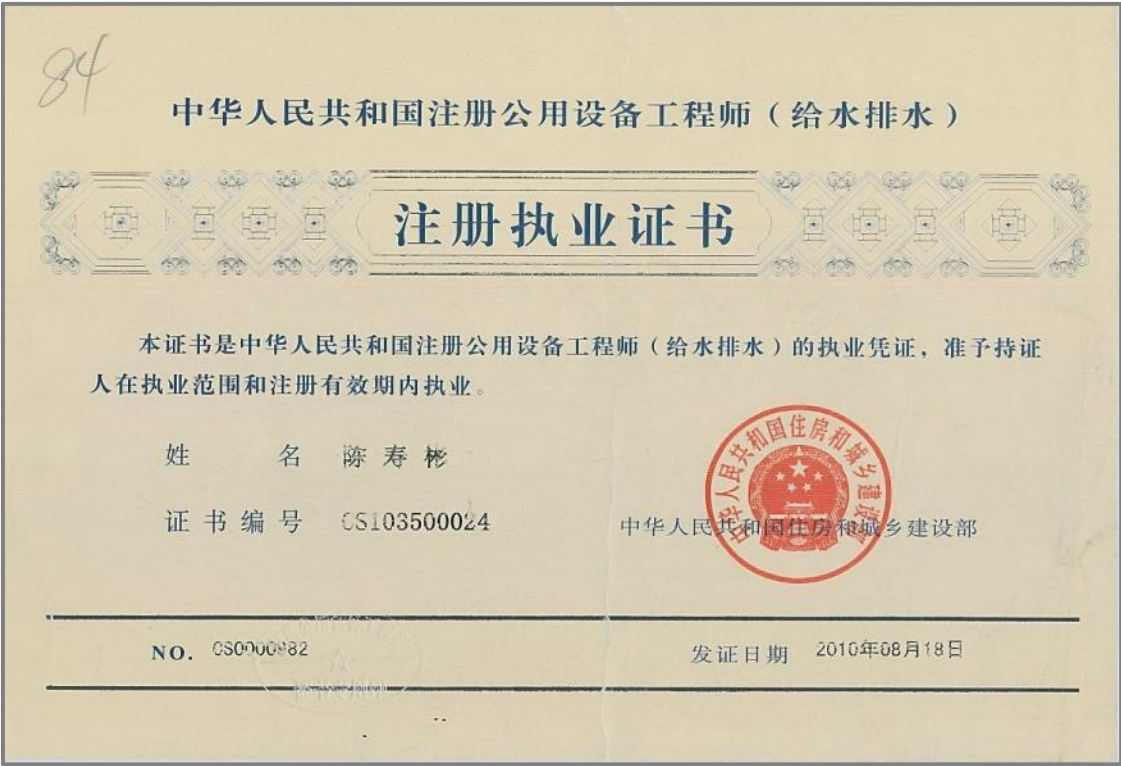 84
中华人民共和国注册公用设备工程师（给水排水）
注册执业证书
本证书是中华人民共和国注册公用设备工程师（给水排水）的执业凭证，准予持证
人在执业范围和注册有效期内执业。
姓 名 陈寿彬
证书编号 CS103500024
中华人民共和国住房和城乡建设部
中华人民共和国住房和城乡建设部
NO. CS0000982
发证日期 2010年08月18日